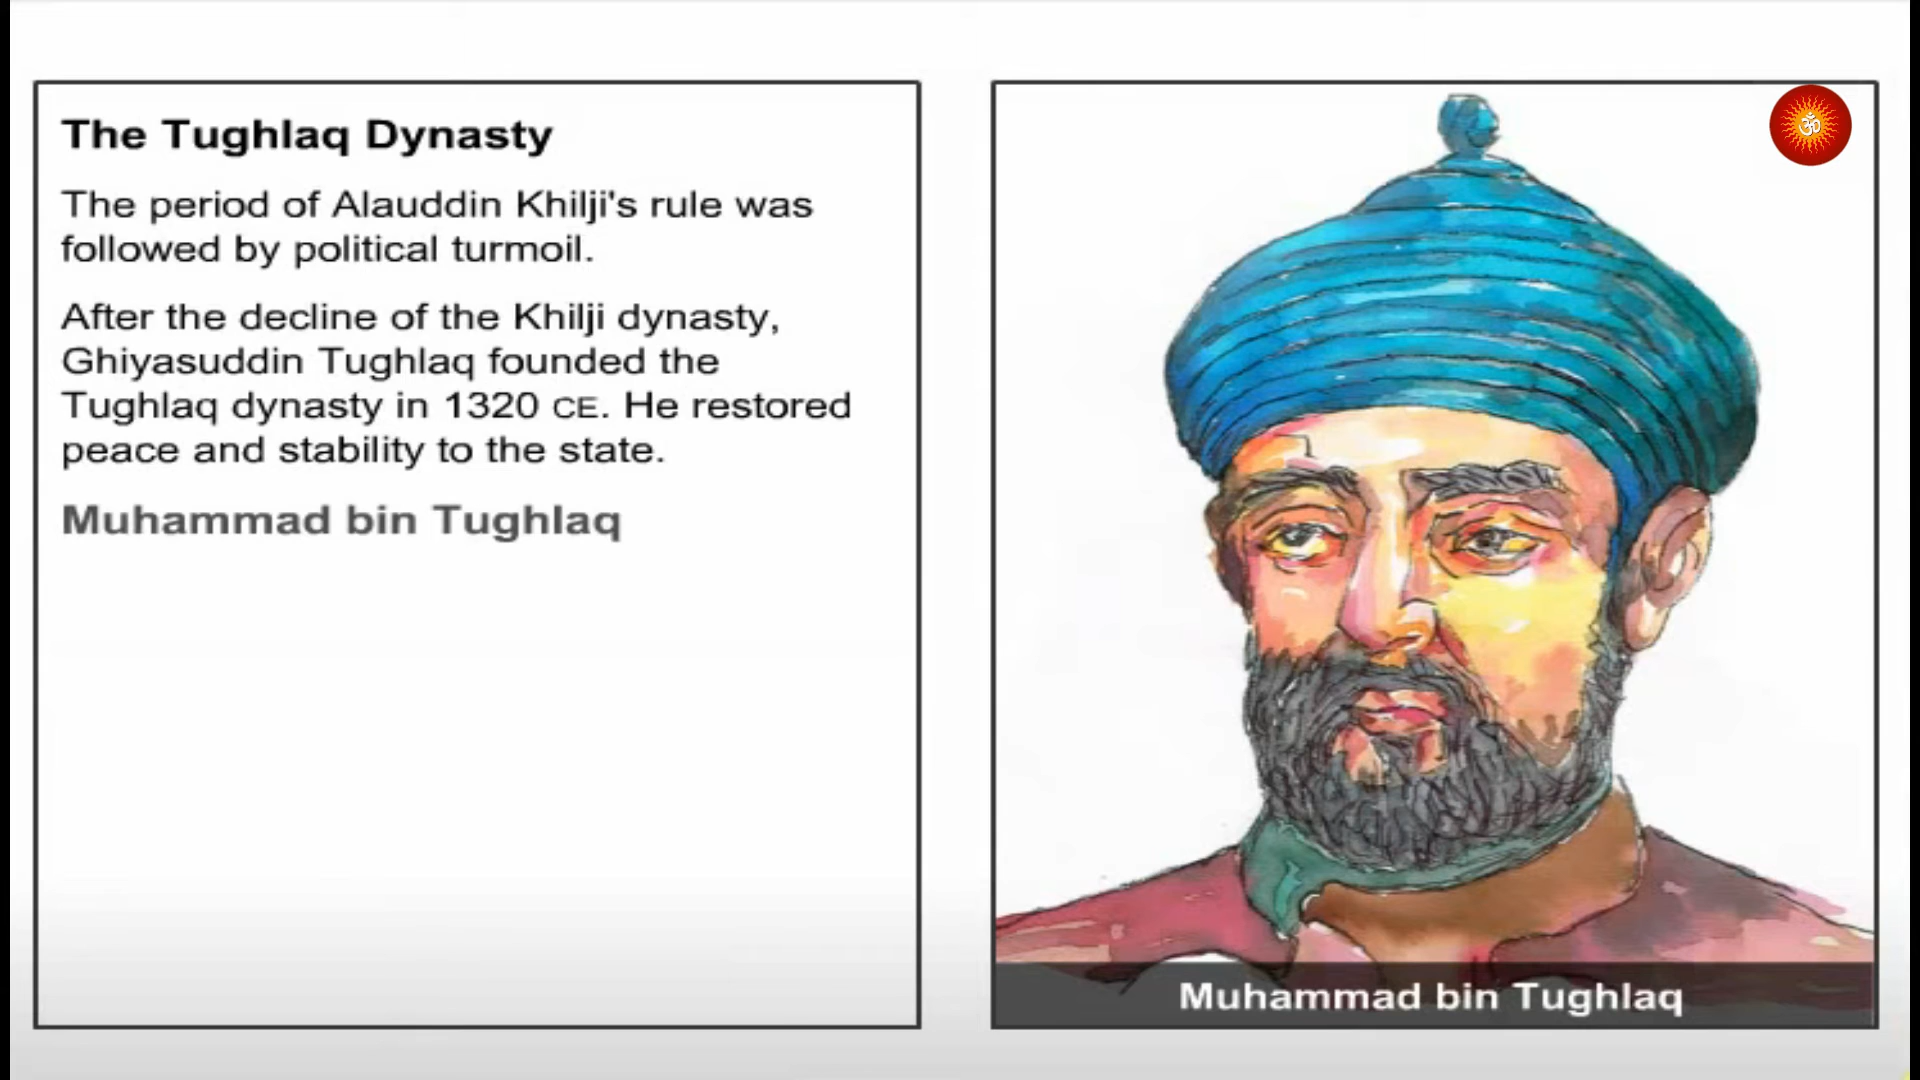 The Tughlaq Dynasty
The period of Alauddin Khilji's rule was
followed by political turmoil.
After the decline of the Khilji dynasty,
Ghiyasuddin Tughlaq founded the
Tughlaq dynasty in 1320 CE. He restored
peace and stability to the state.
Muhammad bin Tughlaq
ॐ
Muhammad bin Tughlaq